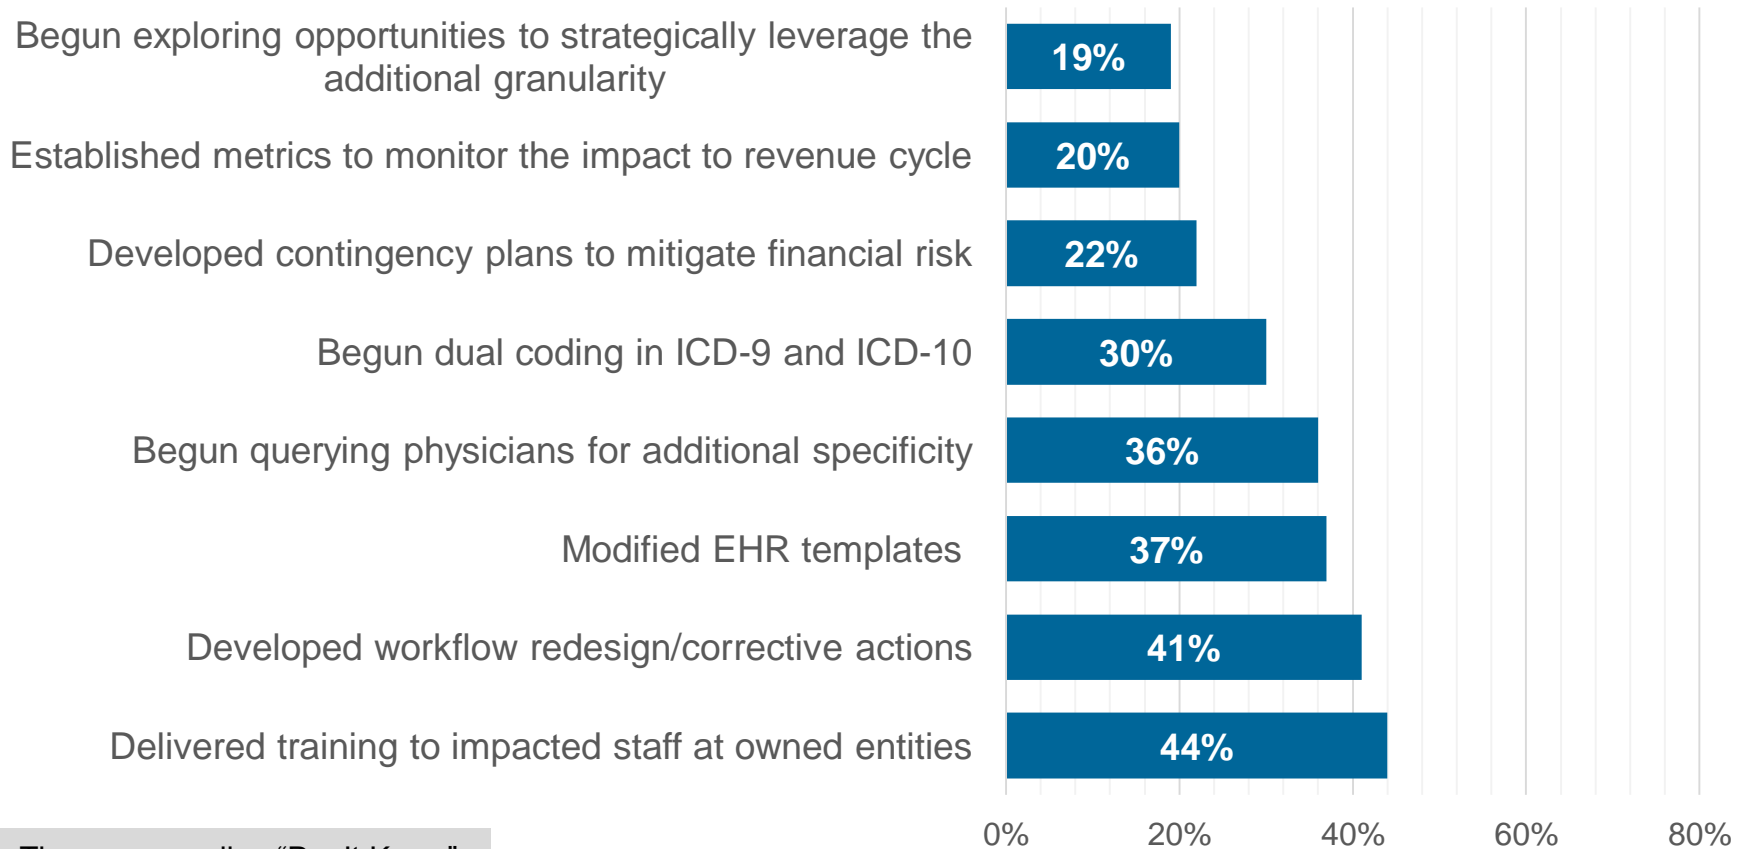 Begun exploring opportunities to strategically leverage the
additional granularity
19%
Established metrics to monitor the impact to revenue cycle
20%
Developed contingency plans to mitigate financial risk
22%
Begun dual coding in ICD-9 and ICD-10
30%
Begun querying physicians for additional specificity
36%
Modified EHR templates
37%
Developed workflow redesign/corrective actions
41%
Delivered training to impacted staff at owned entities
44%
0% 20% 40% 60% 80%
"Don't Know"